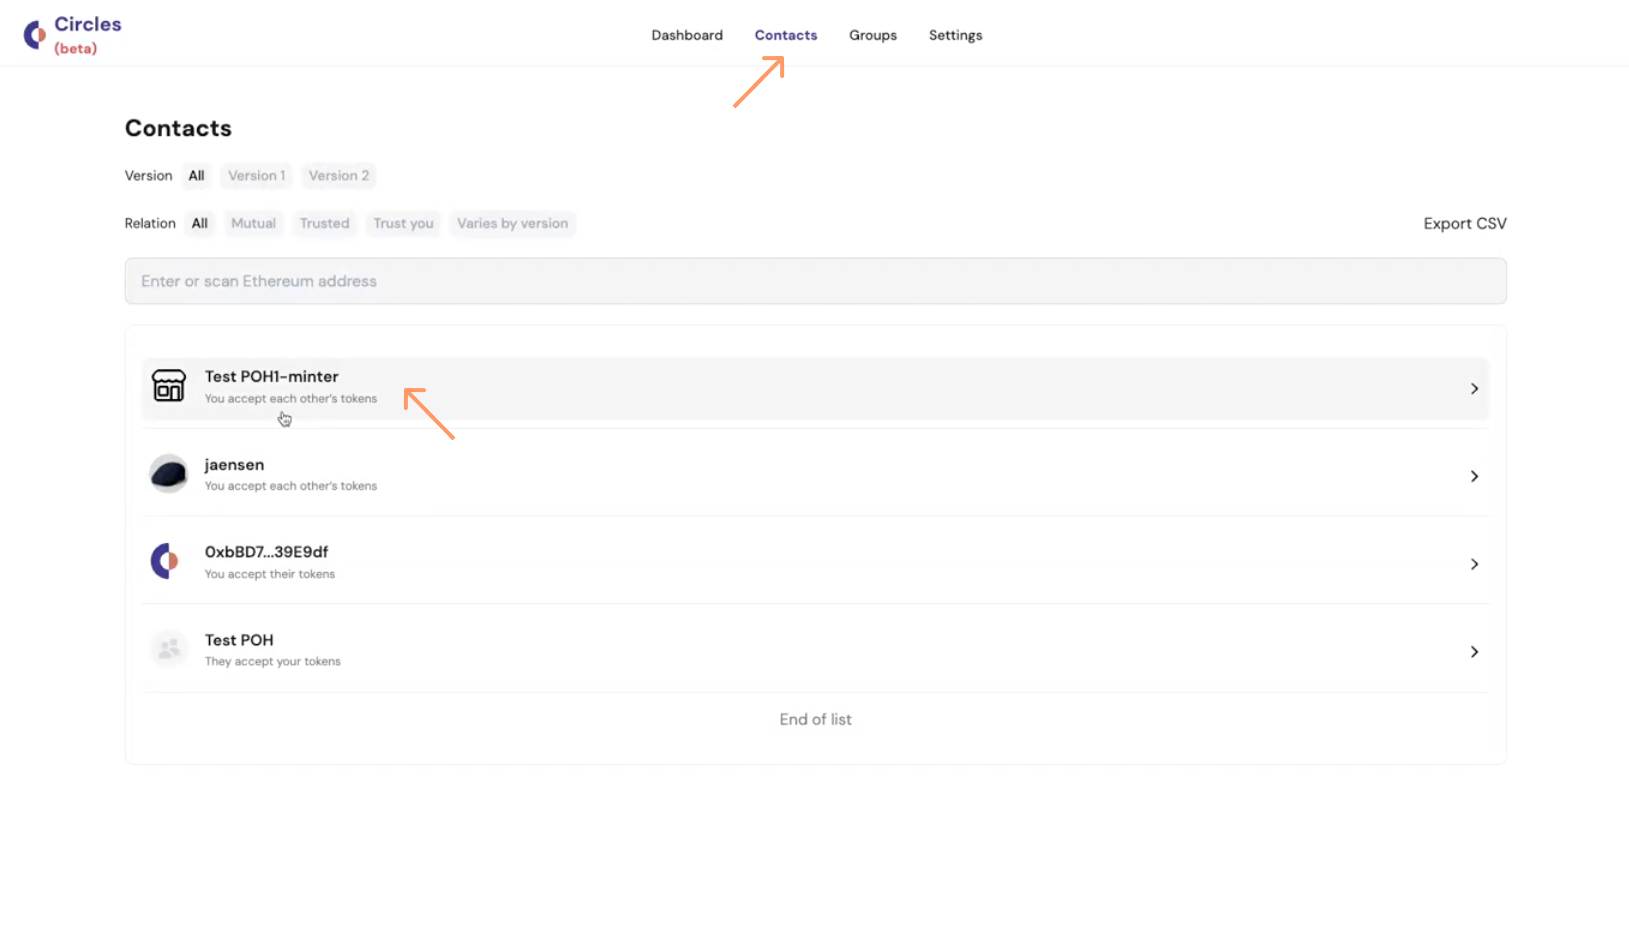 Circles
(beta)
Dashboard Contacts Groups Settings
Contacts
Version All Version 1 Version 2
Relation All Mutual Trusted Trust you Varies by version Export CSV
Enter or scan Ethereum address
Test POH1-minter
You accept each other's tokens
jaensen
You accept each other's tokens
0xbBD7...39E9df
You accept their tokens
Test POH
They accept your tokens
End of list